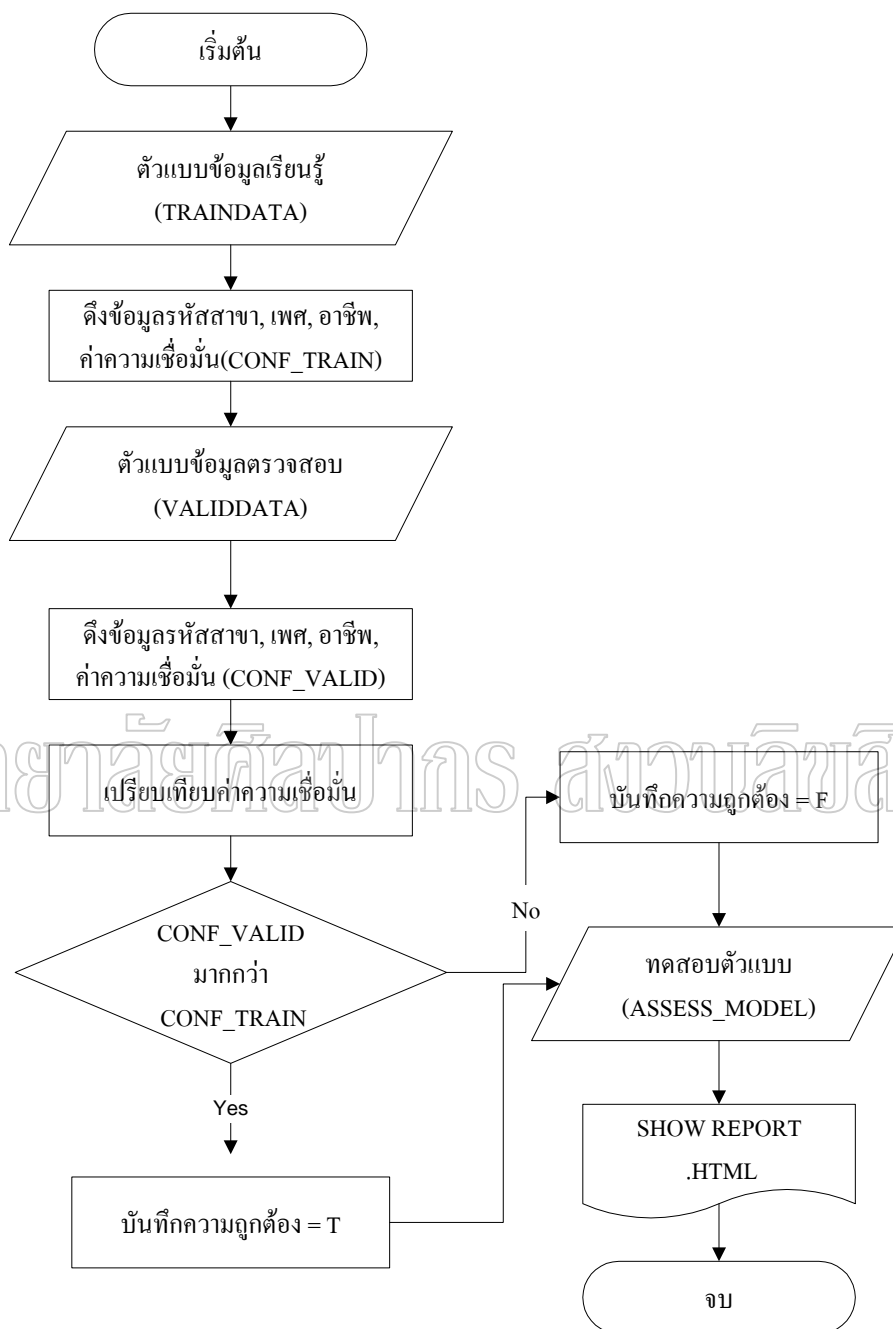 เริ่มต้น
ตัวแบบข้อมูลเรียนรู้
(TRAINDATA)
ดึงข้อมูลรหัสสาขา, เพศ, อาชีพ,
ค่าความเชื่อมั่น(CONF_TRAIN)
ตัวแบบข้อมูลตรวจสอบ
(VALIDDATA)
ดึงข้อมูลรหัสสาขา, เพศ, อาชีพ,
ค่าความเชื่อมั่น (CONF_VALID)
เปรียบเทียบค่าความเชื่อมั่น
CONF_VALID
มากกว่า
CONF_TRAIN
Yes
บันทึกความถูกต้อง = T
No
บันทึกความถูกต้อง = F
ทดสอบตัวแบบ
(ASSESS_MODEL)
SHOW REPORT
.HTML
จบ
ศิลปากร